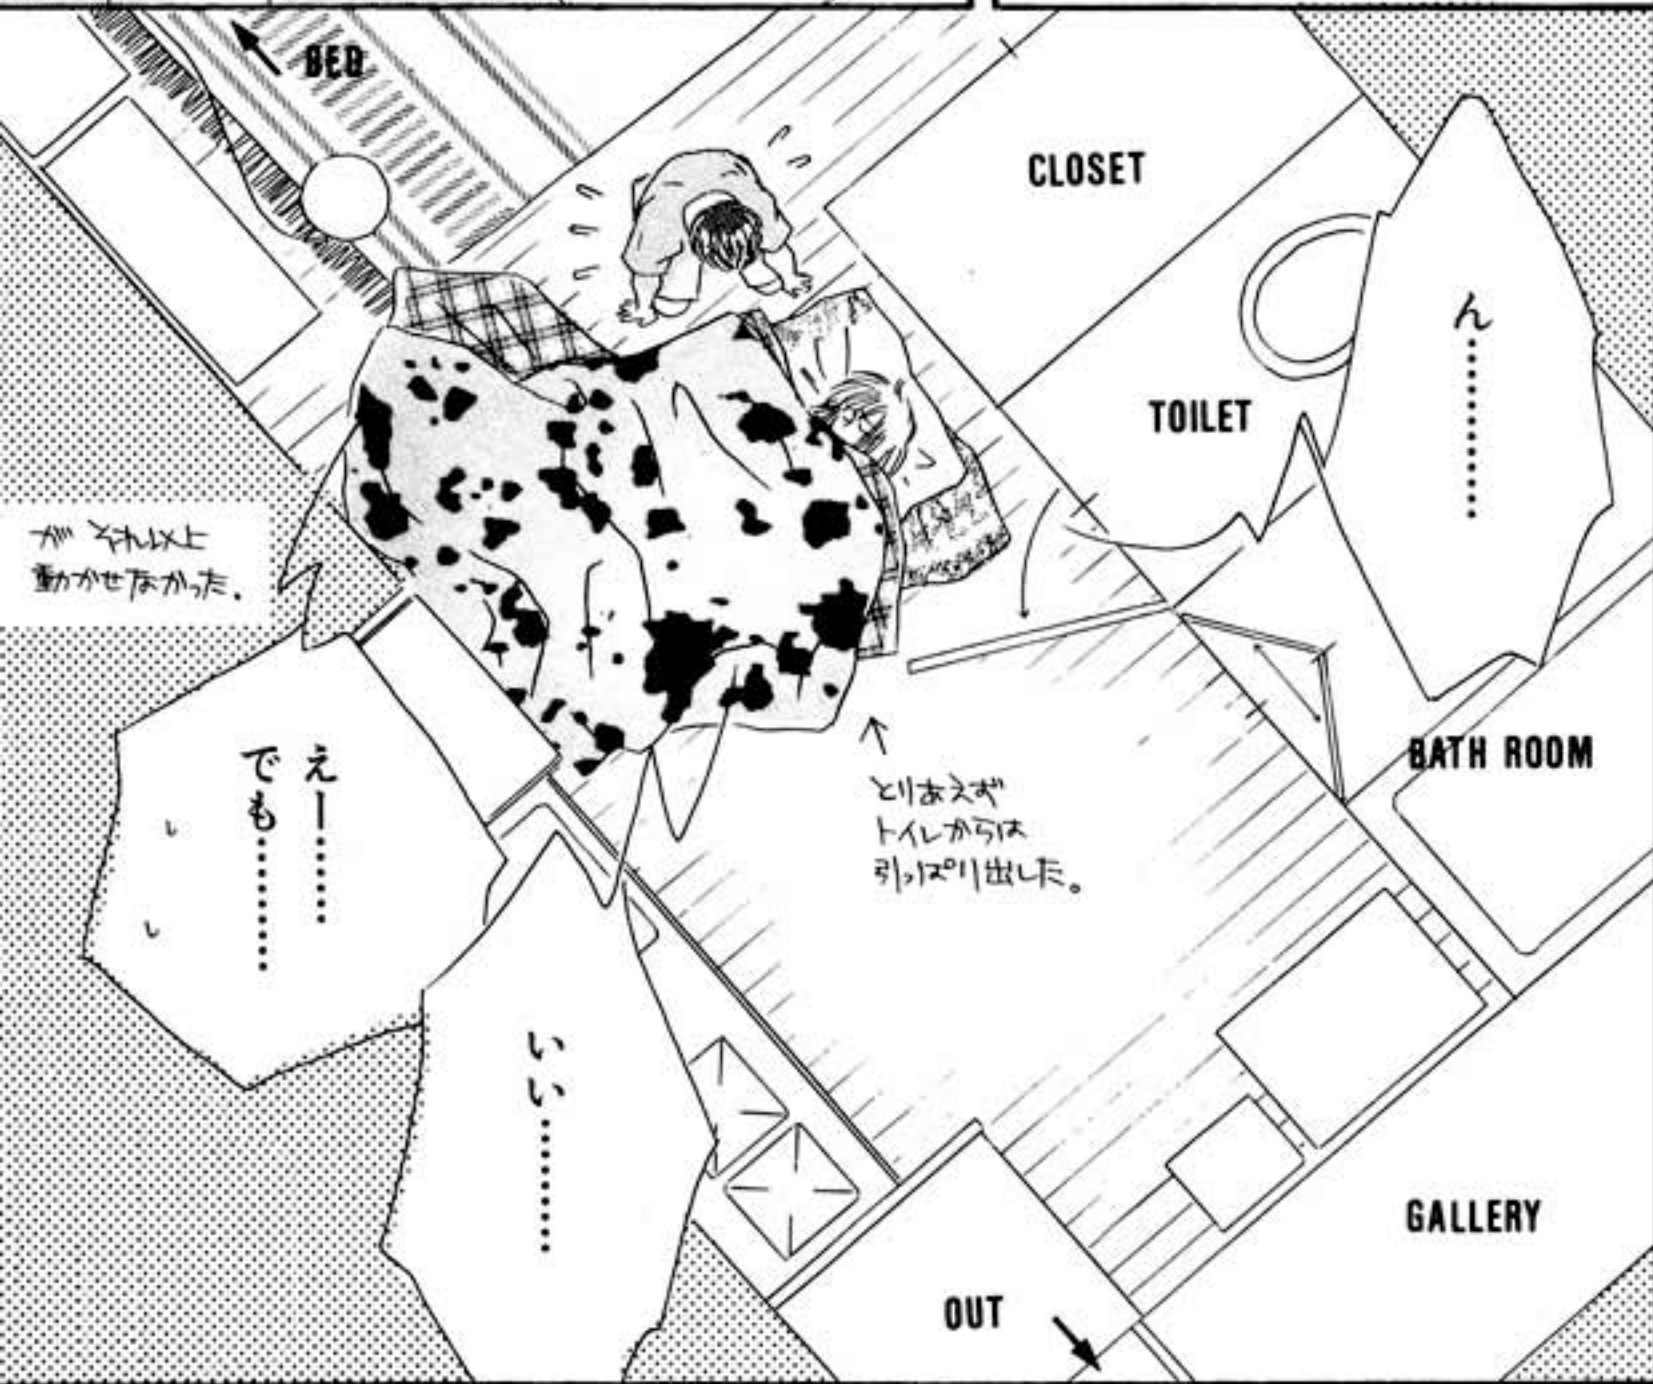 BED
CLOSET
TOILET
BATH ROOM
GALLERY
OUT
ん………
とりあえず
トイレからは
引っぱり出した。
が それ以上
動かせなかった。
えー………
でも…………
いい…………